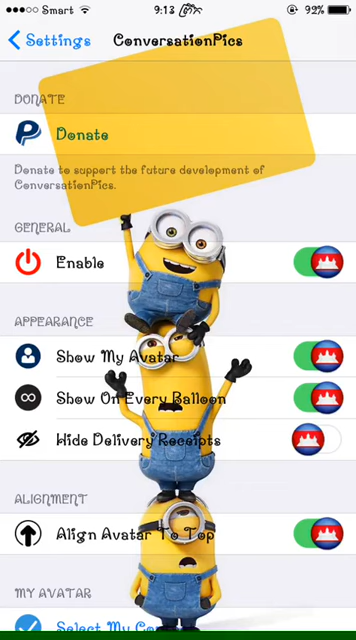 Smart 9:13 92%
Settings ConversationPics
DONATE
Donate
Donate to support the future development of
ConversationPics.
GENERAL
Enable
APPEARANCE
Show My Avatar
Show On Every Balloon
Hide Delivery Receipts
ALIGNMENT
Align Avatar To Top
MY AVATAR